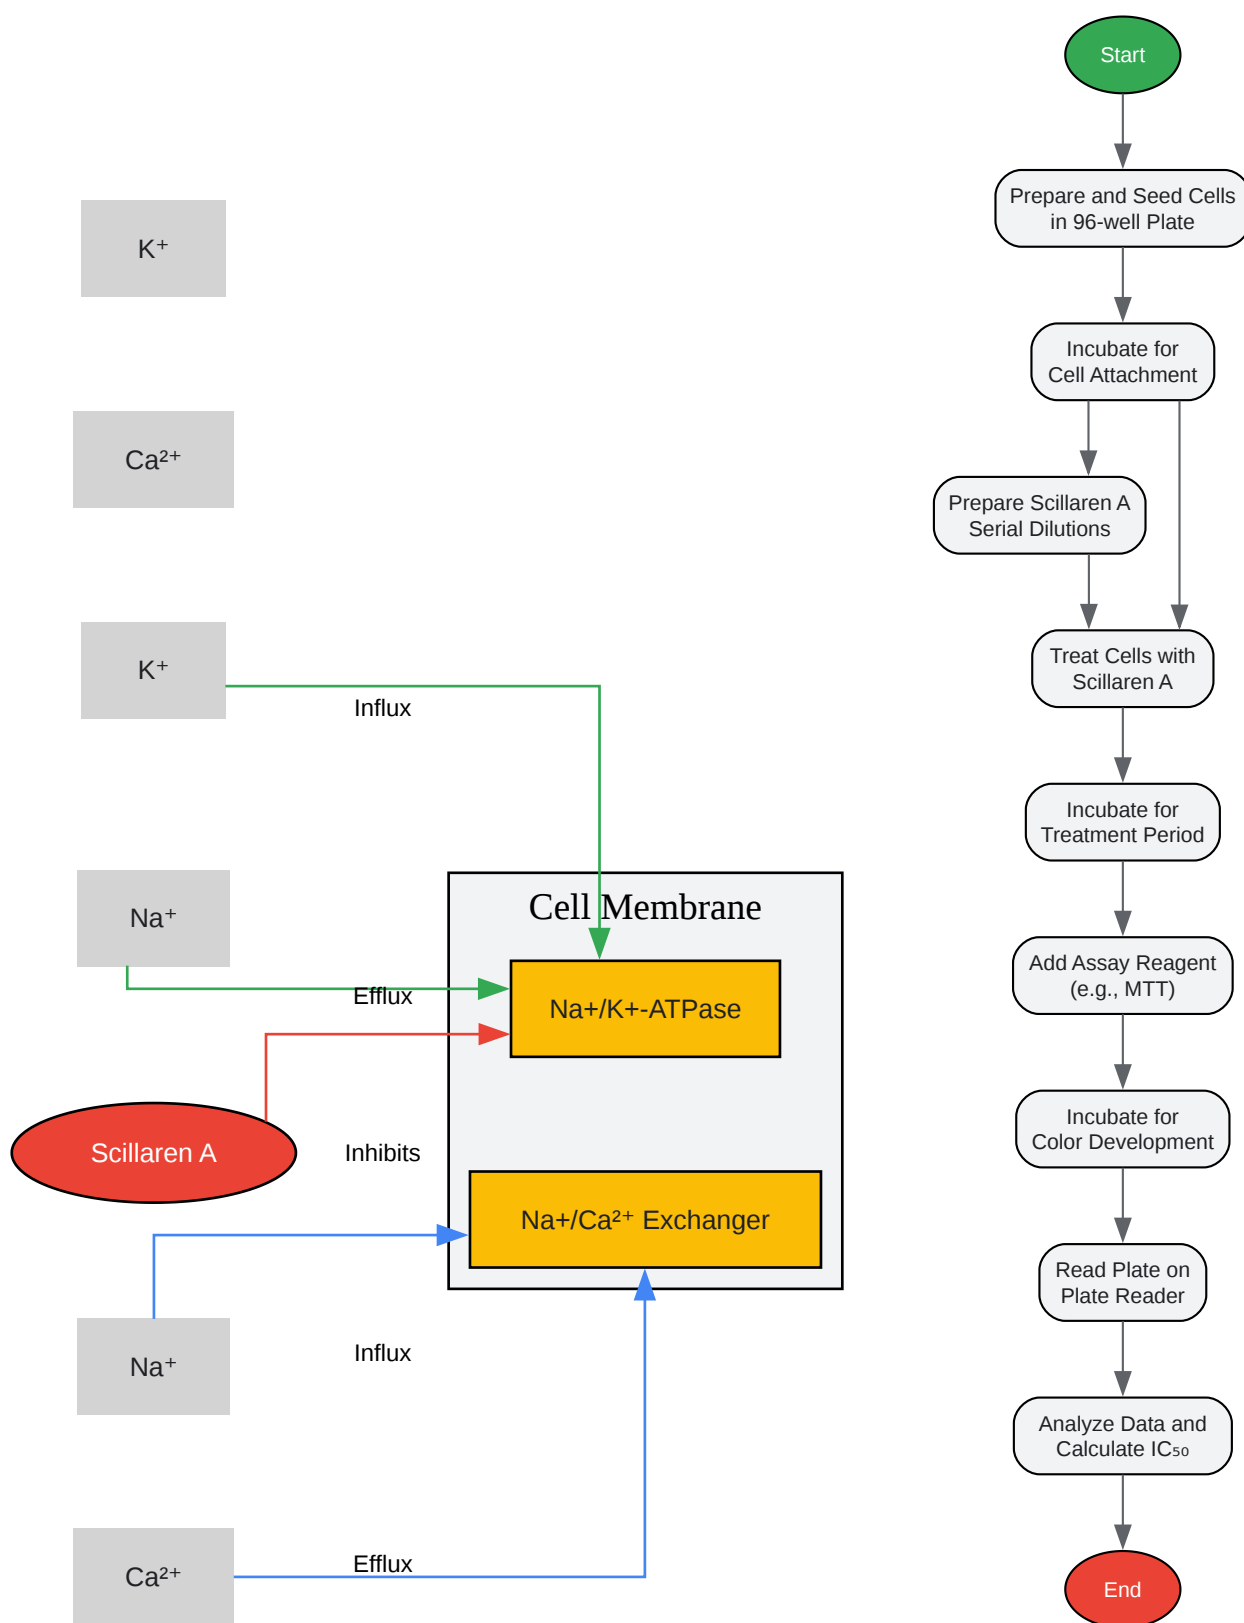 K⁺
Ca²⁺
K⁺
Influx
Na⁺
Efflux
Scillaren A
Inhibits
Na⁺
Influx
Ca²⁺
Efflux
Cell Membrane
Na+/K+-ATPase
Na+/Ca²⁺ Exchanger
Start
Prepare and Seed Cells
in 96-well Plate
Incubate for
Cell Attachment
Prepare Scillaren A
Serial Dilutions
Treat Cells with
Scillaren A
Incubate for
Treatment Period
Add Assay Reagent
(e.g., MTT)
Incubate for
Color Development
Read Plate on
Plate Reader
Analyze Data and
Calculate IC₅₀
End